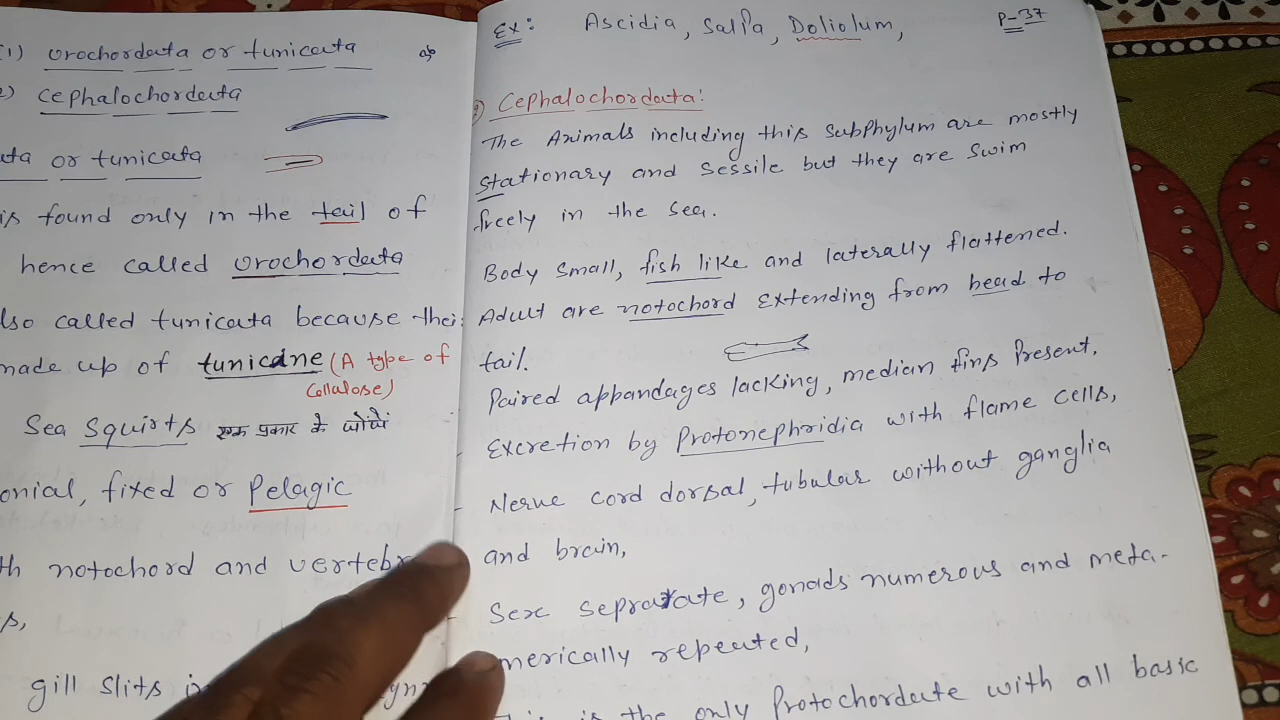 (1) Urochordata or tunicata
2) Cephalochordata
ata or tunicata
is found only in the tail of
hence called Urochordata
lso called tunicata because thei
made up of tunicine (A type of
Cellulose)
Sea Squirts एक प्रकार के
onial, fixed or Pelagic
th notochord and vertebr
s,
gill slits
Ex: Ascidia, Salpa, Doliolum,
P-37
Cephalochordata:
The Animals including this subphylum are mostly
stationary and sessile but they are swim
freely in the sea.
Body small, fish like and laterally flattened.
Adult are notochord extending from head to
tail.
Paired appandages lacking, median fins Present,
- Excretion by Protonephridia with flame cells,
- Nerve cord dorsal, tubular without ganglia
and brain,
- Sex seprate, gonads numerous and meta-
merically repeated,
is the only Protochordate with all basic